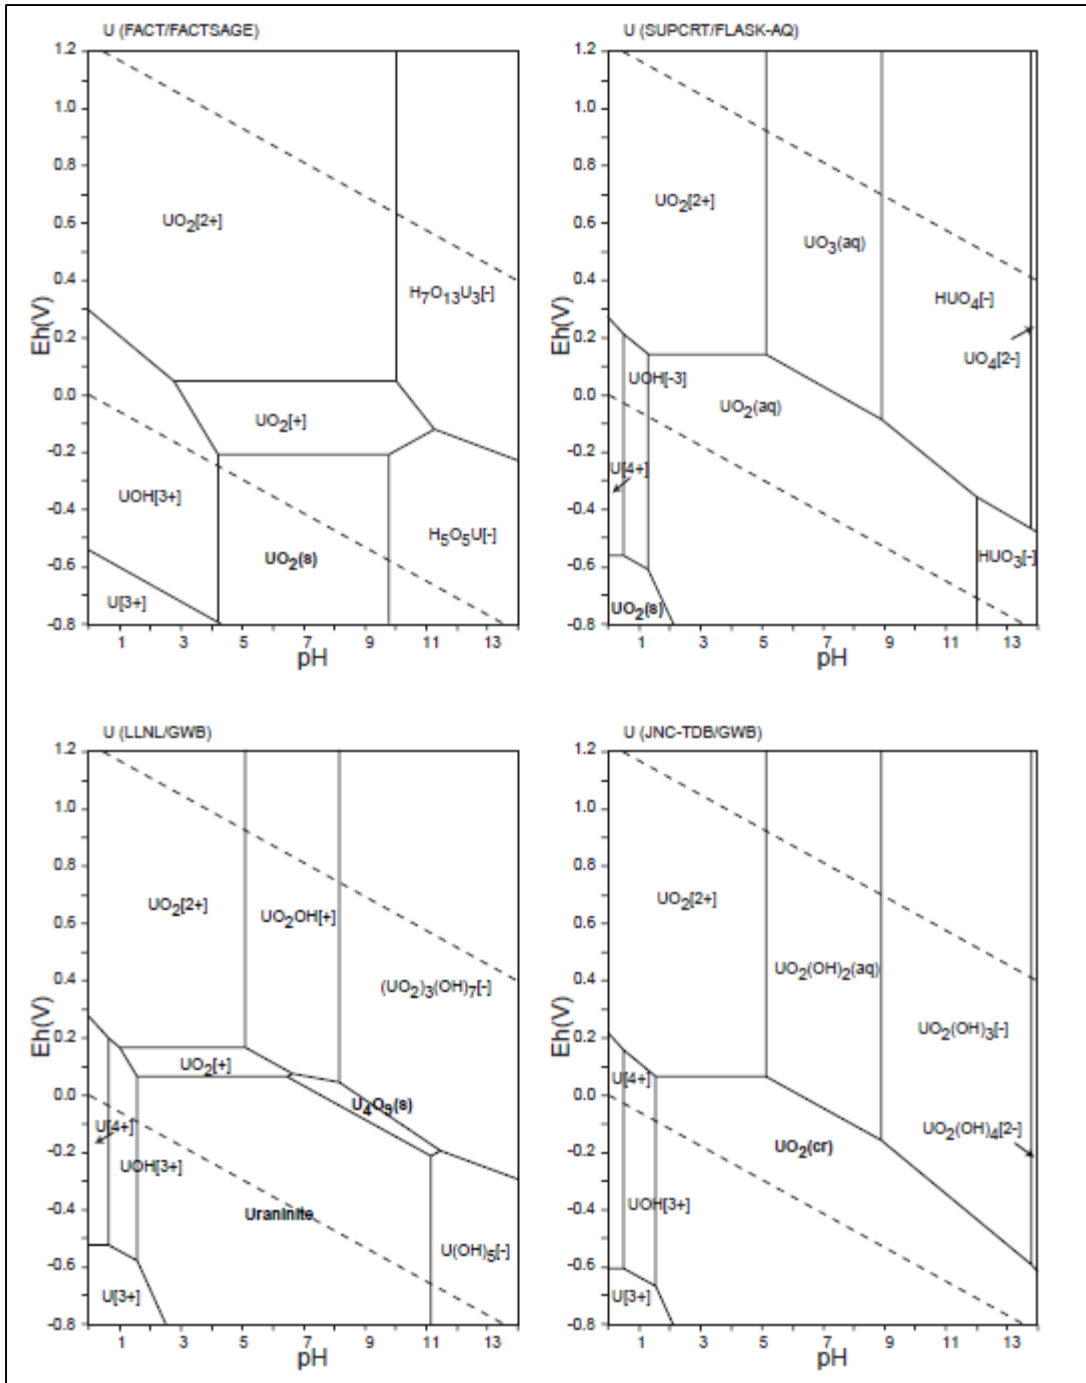 U (FACT/FACTSAGE)
1.2
1.0
0.8
0.6
0.4
0.2
0.0
-0.2
-0.4
-0.6
-0.8
Eh(V)
UO2[2+]
H7O13U3[-]
UO2[+]
UOH[3+]
UO2(s)
H5O5U[-]
U[3+]
1 3 5 7 9 11 13
pH
U (SUPCRT/FLASK-AQ)
1.2
1.0
0.8
0.6
0.4
0.2
0.0
-0.2
-0.4
-0.6
-0.8
Eh(V)
UO2[2+]
UO3(aq)
HUO4[-]
UO4[2-]
UOH[-3]
UO2(aq)
U[4+]
HUO3[-]
UO2(s)
1 3 5 7 9 11 13
pH
U (LLNL/GWB)
1.2
1.0
0.8
0.6
0.4
0.2
0.0
-0.2
-0.4
-0.6
-0.8
Eh(V)
UO2[2+]
UO2OH[+]
(UO2)3(OH)7[-]
UO2[+]
U4O9(s)
U[4+]
UOH[3+]
Uraninite
U(OH)5[-]
U[3+]
1 3 5 7 9 11 13
pH
U (JNC-TDB/GWB)
1.2
1.0
0.8
0.6
0.4
0.2
0.0
-0.2
-0.4
-0.6
-0.8
Eh(V)
UO2[2+]
UO2(OH)2(aq)
UO2(OH)3[-]
U[4+]
UO2(OH)4[2-]
UO2(cr)
UOH[3+]
U[3+]
1 3 5 7 9 11 13
pH